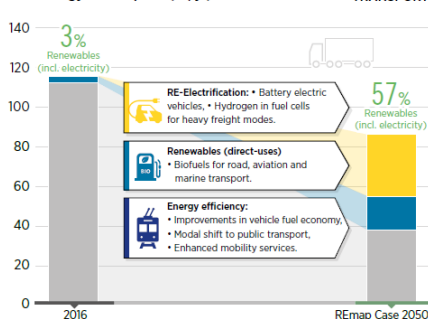 140
120
100
80
60
40
20
0
3%
Renewables
(incl. electricity)
RE-Electrification: • Battery electric
vehicles, • Hydrogen in fuel cells
for heavy freight modes.
BIO
Renewables (direct-uses)
• Biofuels for road, aviation and
marine transport.
Energy efficiency:
• Improvements in vehicle fuel economy,
• Modal shift to public transport,
• Enhanced mobility services.
57%
Renewables
(incl. electricity)
2016
REmap Case 2050